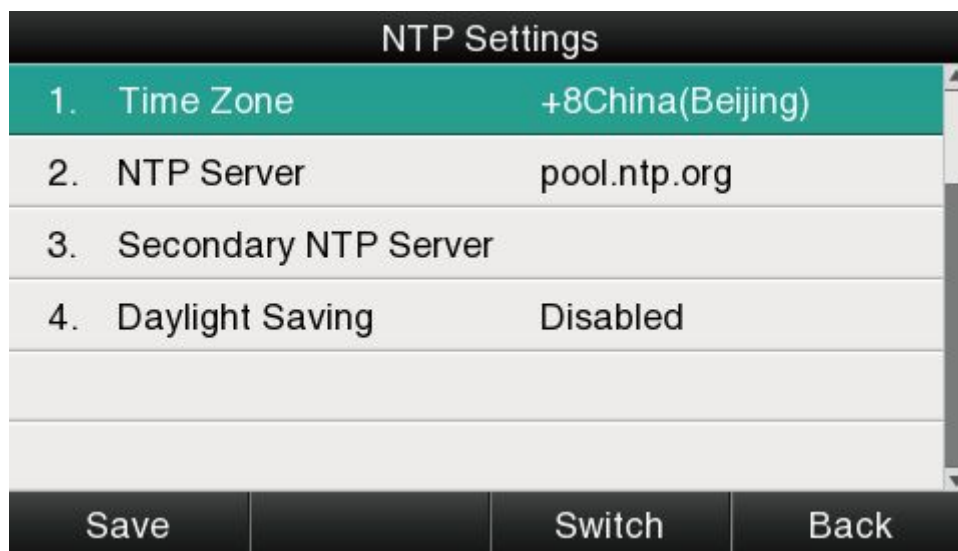 NTP Settings
1. Time Zone +8China(Beijing)
2. NTP Server pool.ntp.org
3. Secondary NTP Server
4. Daylight Saving Disabled
Save Switch Back